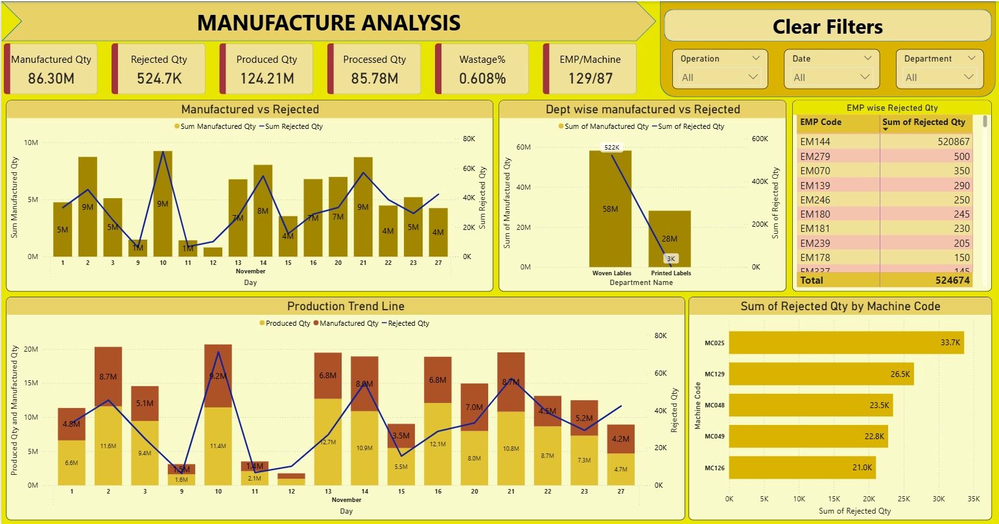 MANUFACTURE ANALYSIS
Clear Filters
Manufactured Qty
86.30M
Rejected Qty
524.7K
Produced Qty
124.21M
Processed Qty
85.78M
Wastage%
0.608%
EMP/Machine
129/87
Operation
All
Date
All
Department
All
Manufactured vs Rejected
Sum Manufactured Qty Sum Rejected Qty
Sum Manufactured Qty
10M
5M
0M
80K
60K
40K
20K
0K
Sum Rejected Qty
5M 9M 5M 1M 9M 1M 7M 8M 4M 7M 7M 9M 4M 5M 4M
1 2 3 9 10 11 12 13 14 15 16 20 21 22 23 27
November
Day
Dept wise manufactured vs Rejected
Sum of Manufactured Qty Sum of Rejected Qty
Sum of Manufactured Qty
60M
40M
20M
0M
600K
400K
200K
0K
Sum of Rejected Qty
522K
58M
28M
3K
Woven Lables Printed Labels
Department Name
EMP wise Rejected Qty
EMP Code Sum of Rejected Qty
EM144 520867
EM279 500
EM070 350
EM139 290
EM246 250
EM180 245
EM181 230
EM239 205
EM178 150
EM237 145
Total 524674
Production Trend Line
Produced Qty Manufactured Qty Rejected Qty
Produced Qty and Manufactured Qty
20M
15M
10M
5M
0M
80K
60K
40K
20K
0K
Rejected Qty
4.8M 8.7M 5.1M 1.5M 9.2M 1.4M 6.8M 8.0M 3.5M 6.8M 7.0M 8.7M 4.5M 5.2M 4.2M
6.6M 11.6M 9.4M 1.6M 11.4M 2.1M 12.7M 10.9M 5.5M 12.1M 8.0M 10.8M 8.7M 7.3M 4.7M
1 2 3 9 10 11 12 13 14 15 16 20 21 22 23 27
November
Day
Sum of Rejected Qty by Machine Code
Machine Code
MC025 33.7K
MC129 26.5K
MC048 23.5K
MC049 22.8K
MC126 21.0K
0K 5K 10K 15K 20K 25K 30K 35K
Sum of Rejected Qty